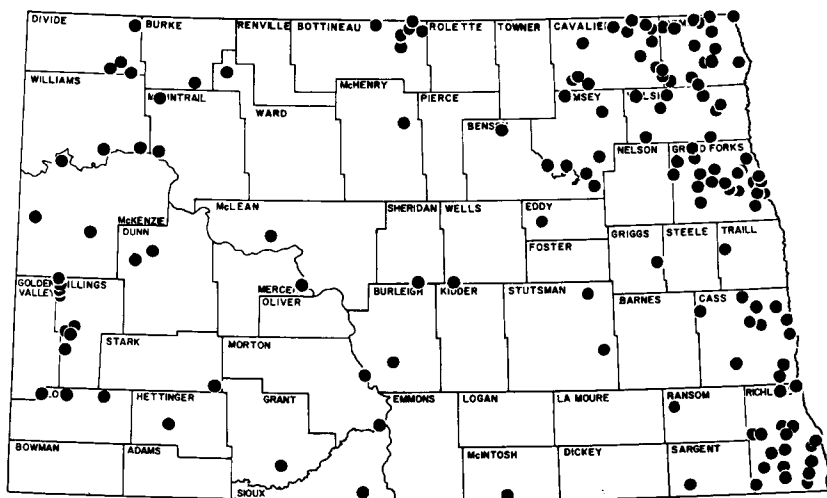 DIVIDE
BURKE
RENVILLE
BOTTINEAU
ROLETTE
TOWNER
CAVALIER
WILLIAMS
McHENRY
PIERCE
WARD
BENSON
NELSON
GRAND FORKS
McKENZIE
DUNN
McLEAN
SHERIDAN
WELLS
EDDY
FOSTER
GRIGGS
STEELE
TRAILL
GOLDEN
VALLEY
BILLINGS
MERCER
OLIVER
BURLEIGH
KIDDER
STUTSMAN
BARNES
CASS
STARK
MORTON
HETTINGER
GRANT
EMMONS
LOGAN
LA MOURE
RANSOM
RICHL
BOWMAN
ADAMS
SIOUX
McINTOSH
DICKEY
SARGENT